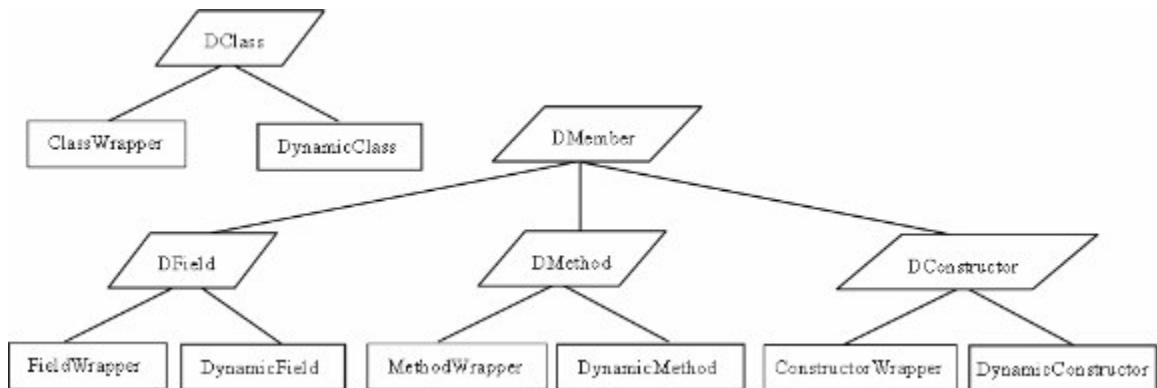 DClass
ClassWrapper
DynamicClass
DMember
DField
DMethod
DConstructor
FieldWrapper
DynamicField
MethodWrapper
DynamicMethod
ConstructorWrapper
DynamicConstructor